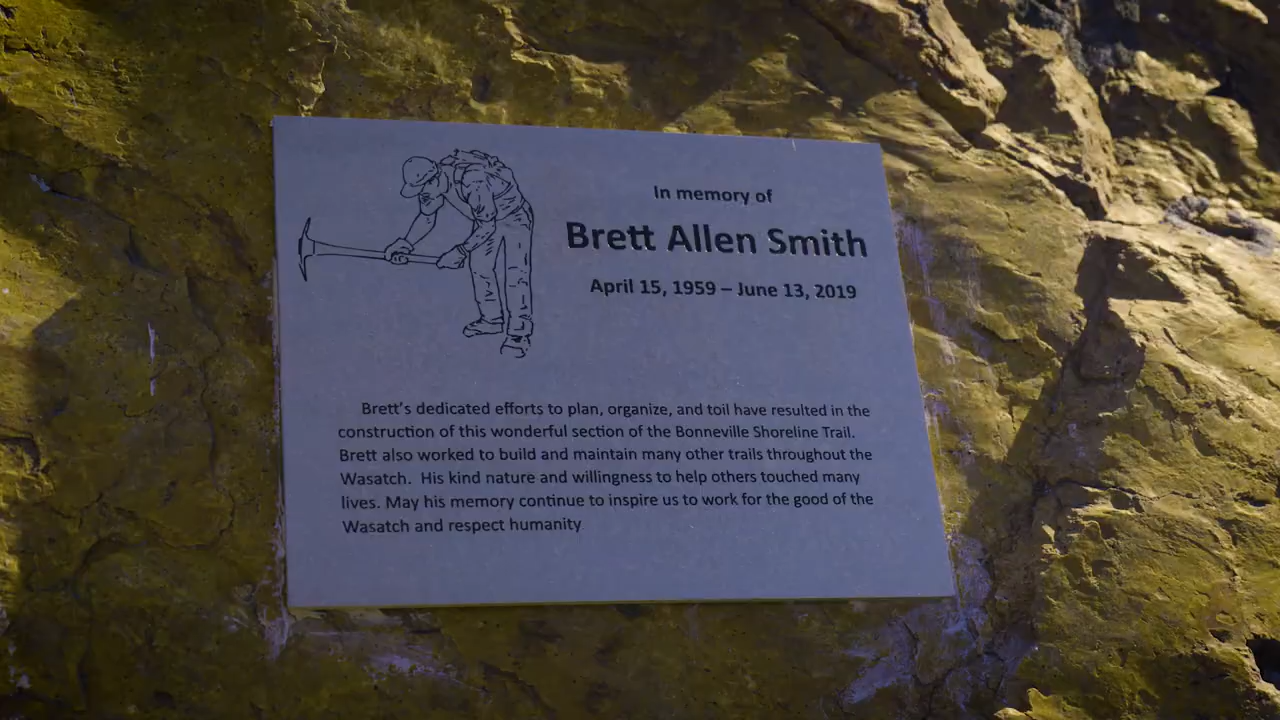 In memory of
Brett Allen Smith
April 15, 1959 – June 13, 2019
Brett's dedicated efforts to plan, organize, and toil have resulted in the
construction of this wonderful section of the Bonneville Shoreline Trail.
Brett also worked to build and maintain many other trails throughout the
Wasatch.  His kind nature and willingness to help others touched many
lives. May his memory continue to inspire us to work for the good of the
Wasatch and respect humanity